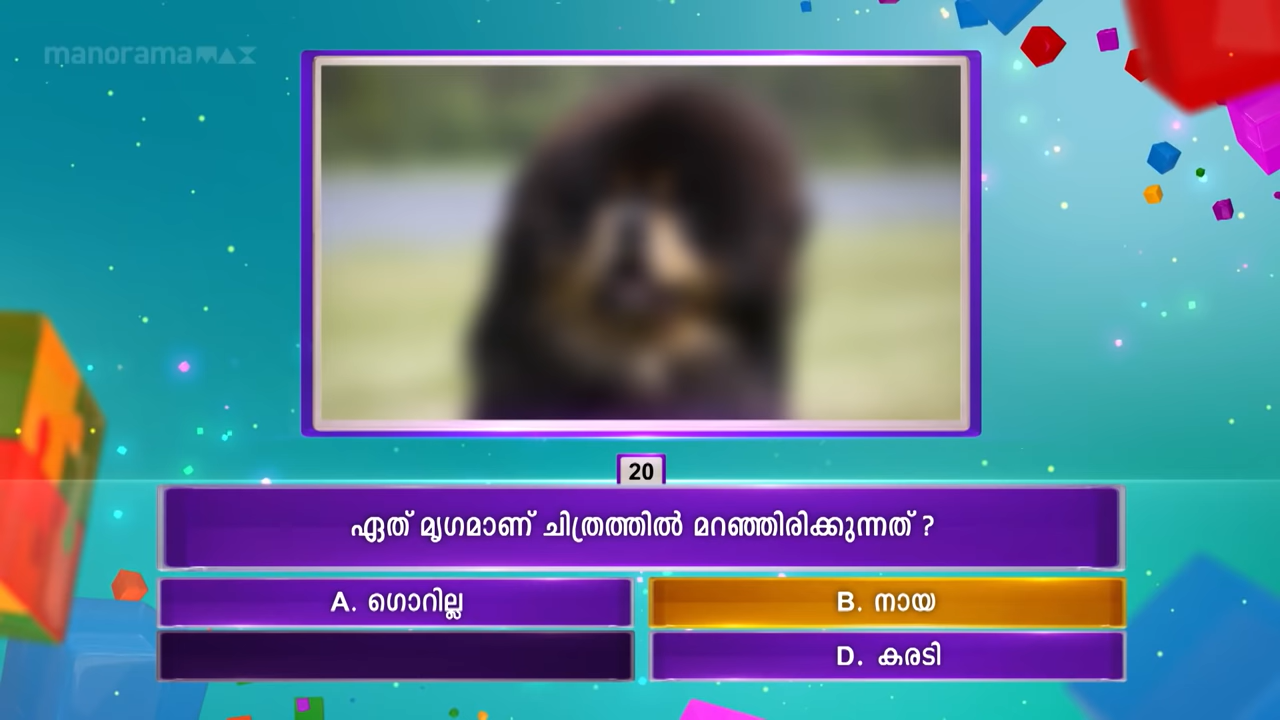 manoramaMAX
20
ഏത് മൃഗമാണ് ചിത്രത്തിൽ മറഞ്ഞിരിക്കുന്നത് ?
A. ഗൊറില്ല
B. നായ
D. കരടി